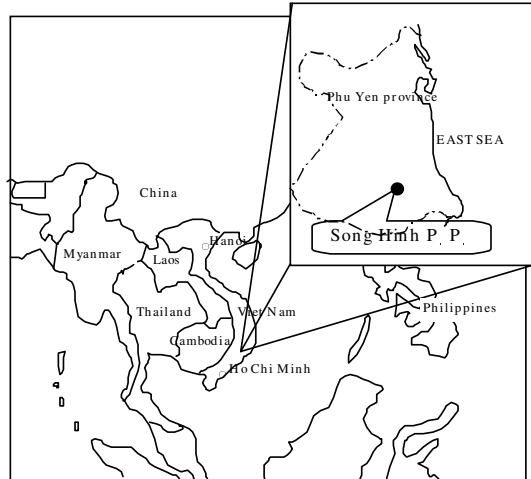 Phu Yen province
EAST SEA
Song Hinh P. P.
China
Hanoi
Myanmar
Laos
Thailand
Viet Nam
Philippines
Cambodia
Ho Chi Minh